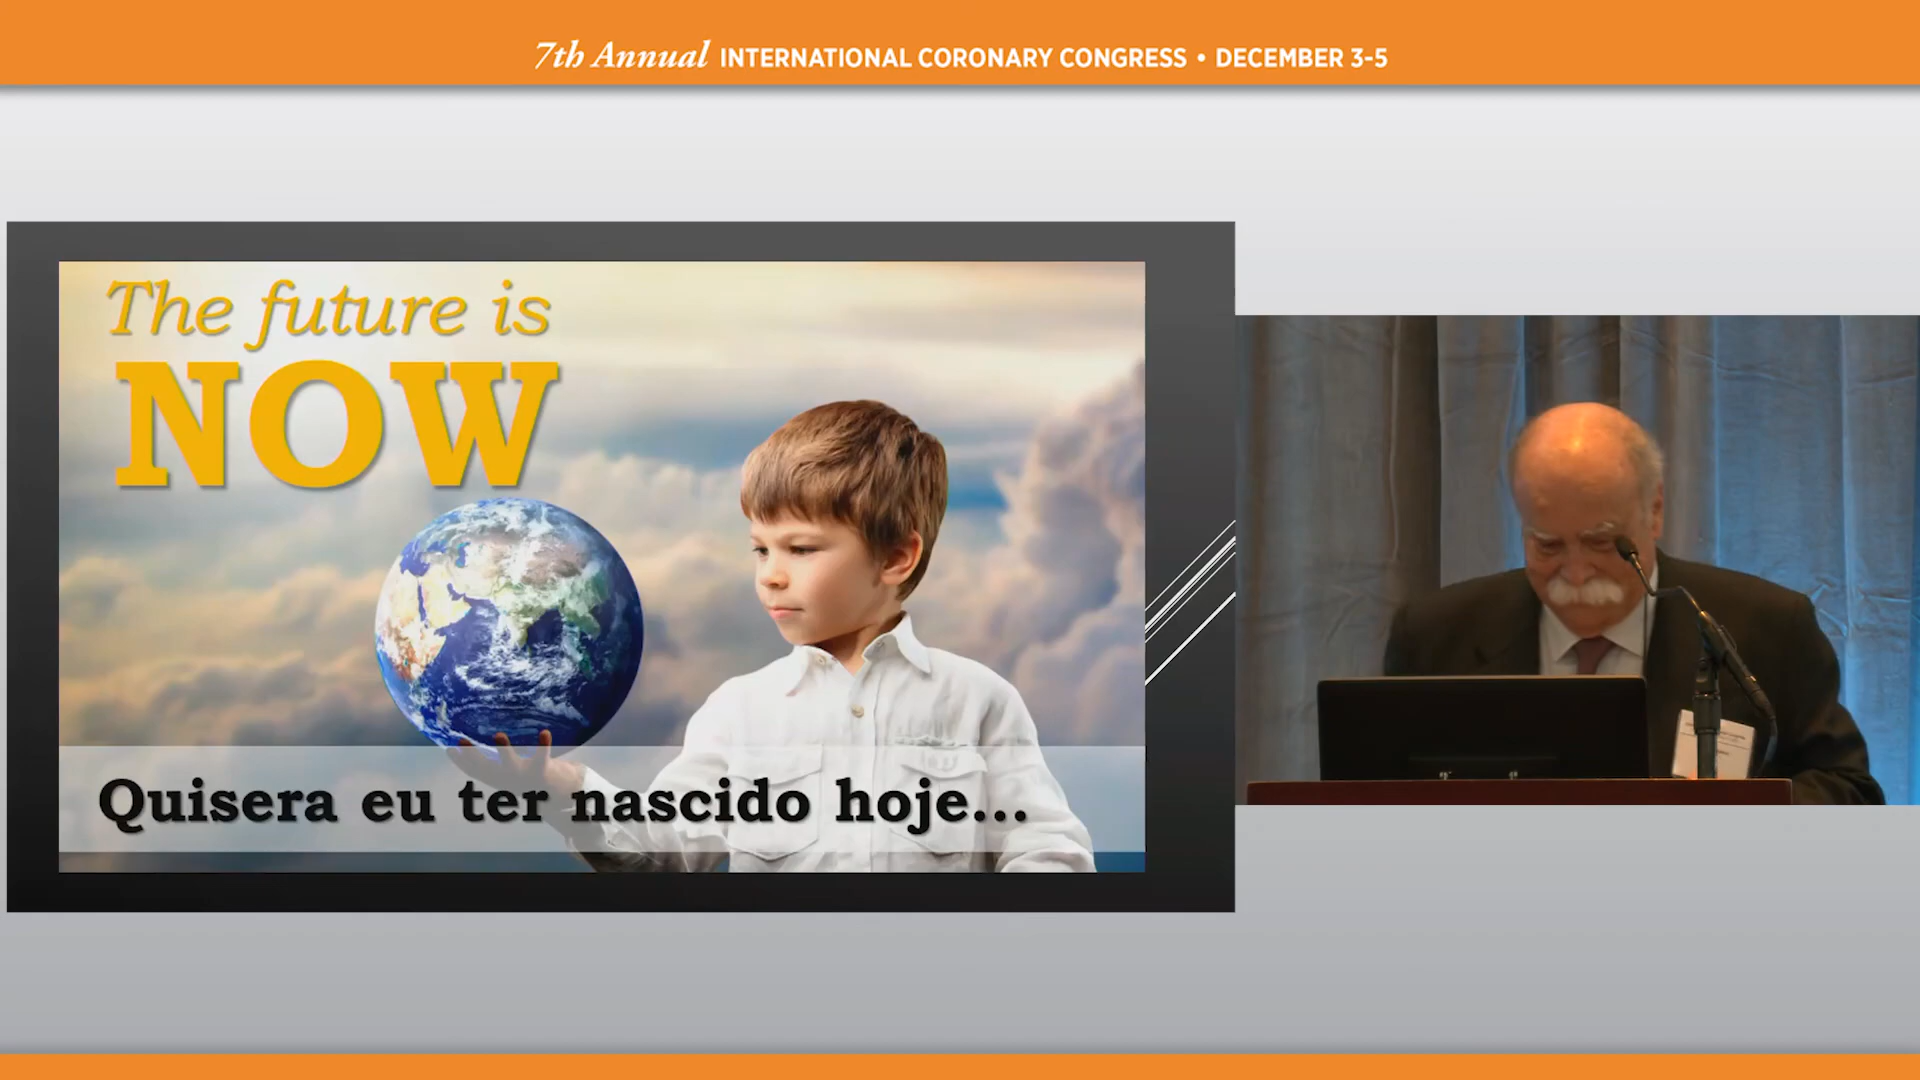 7th Annual INTERNATIONAL CORONARY CONGRESS • DECEMBER 3-5
The future is
NOW
Quisera eu ter nascido hoje...